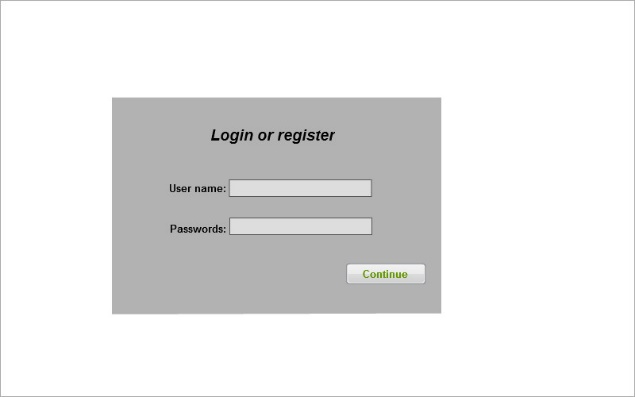 Login or register
User name:
Passwords:
Continue